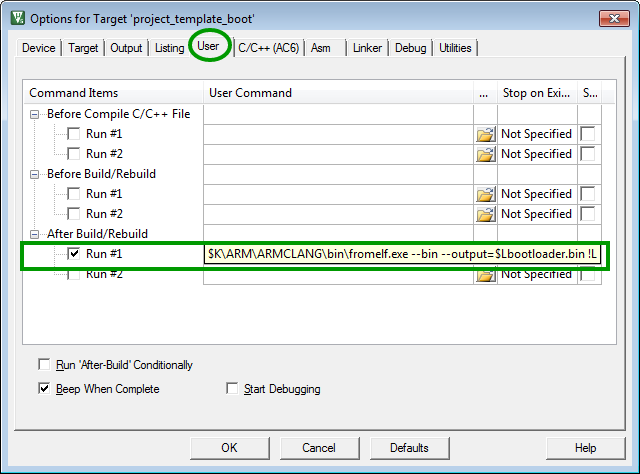 Options for Target 'project_template_boot'
Device Target Output Listing User C/C++ (AC6) Asm Linker Debug Utilities
Command Items User Command ... Stop on Exi... S...
Before Compile C/C++ File
Run #1 Not Specified
Run #2 Not Specified
Before Build/Rebuild
Run #1 Not Specified
Run #2 Not Specified
After Build/Rebuild
Run #1 $K\ARM\ARMCLANG\bin\fromelf.exe --bin --output=$Lbootloader.bin !L
Run #2 Not Specified
Run 'After-Build' Conditionally
Beep When Complete Start Debugging
OK Cancel Defaults Help